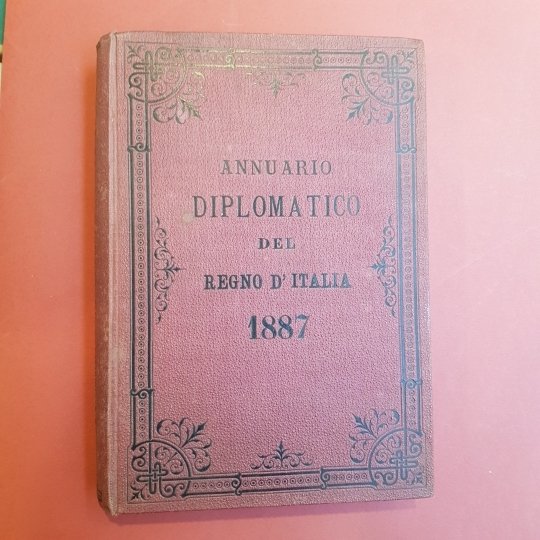 ANNUARIO
DIPLOMATICO
DEL
REGNO D'ITALIA
1887